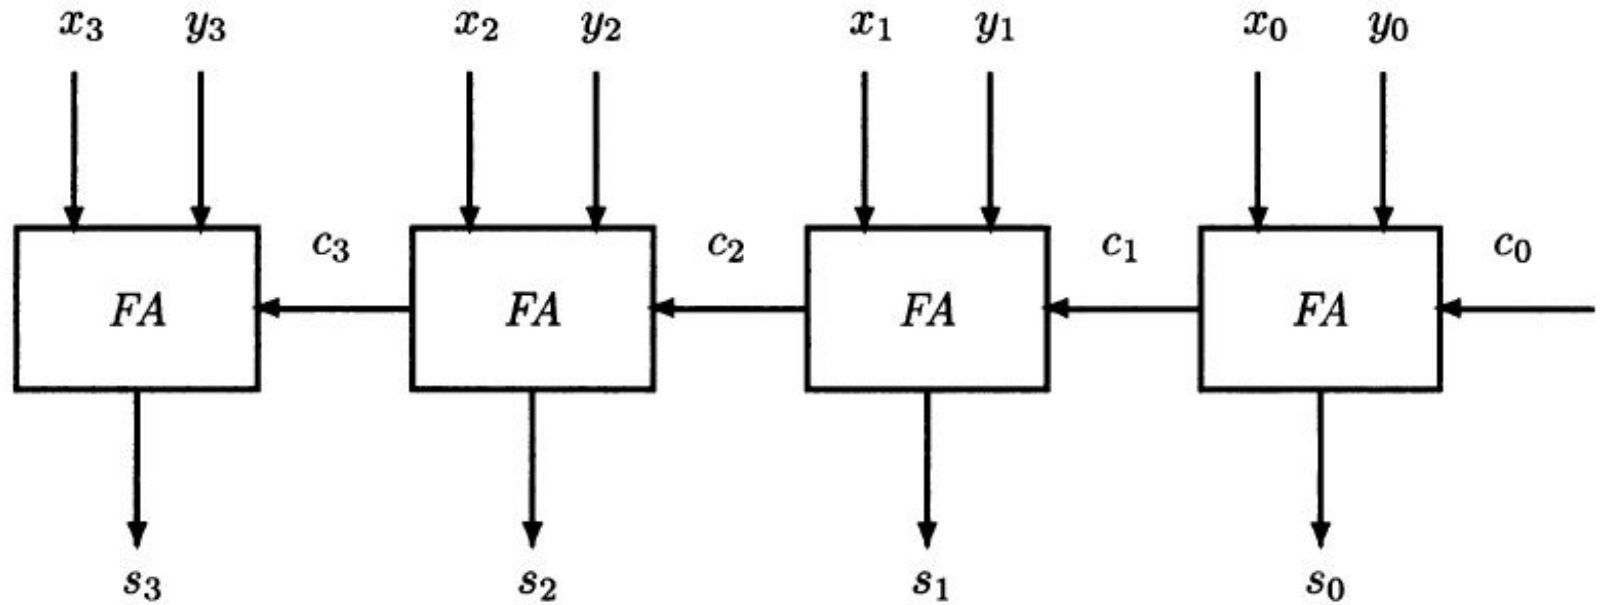 x₃ y₃ x₂ y₂ x₁ y₁ x₀ y₀
c₃ c₂ c₁ c₀
FA FA FA FA
s₃ s₂ s₁ s₀